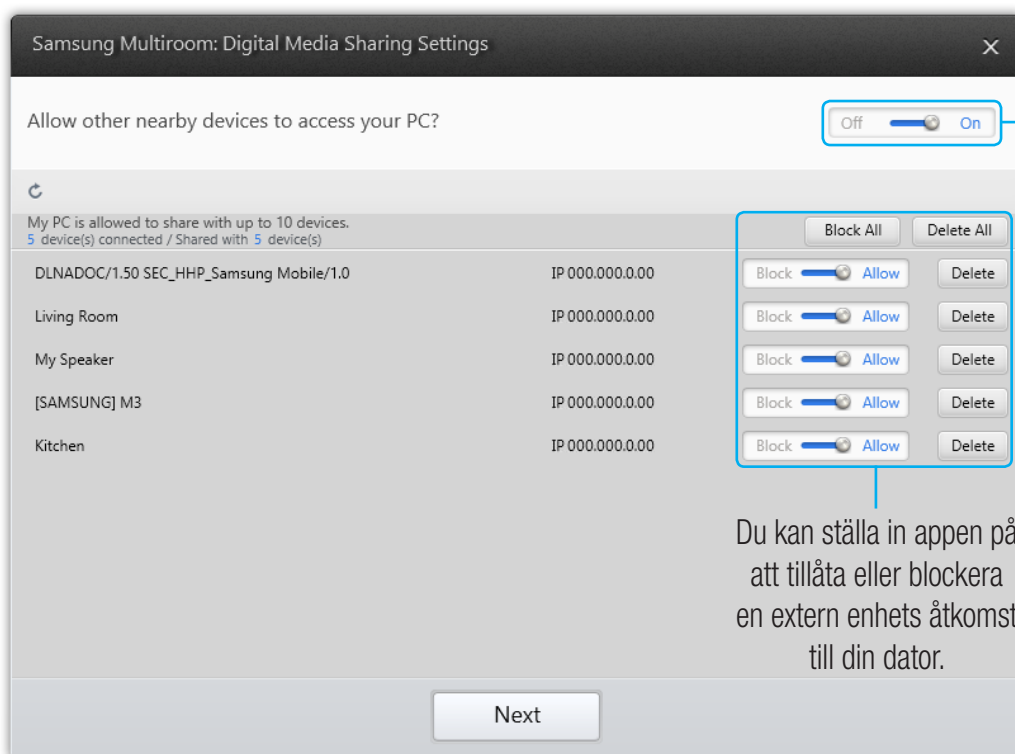 Samsung Multiroom: Digital Media Sharing Settings
Allow other nearby devices to access your PC?
Off On
My PC is allowed to share with up to 10 devices.
5 device(s) connected / Shared with 5 device(s)
Block All Delete All
DLNADOC/1.50 SEC_HHP_Samsung Mobile/1.0 IP 000.000.0.00 Block Allow Delete
Living Room IP 000.000.0.00 Block Allow Delete
My Speaker IP 000.000.0.00 Block Allow Delete
[SAMSUNG] M3 IP 000.000.0.00 Block Allow Delete
Kitchen IP 000.000.0.00 Block Allow Delete
Du kan ställa in appen på
att tillåta eller blockera
en extern enhets åtkomst
till din dator.
Next